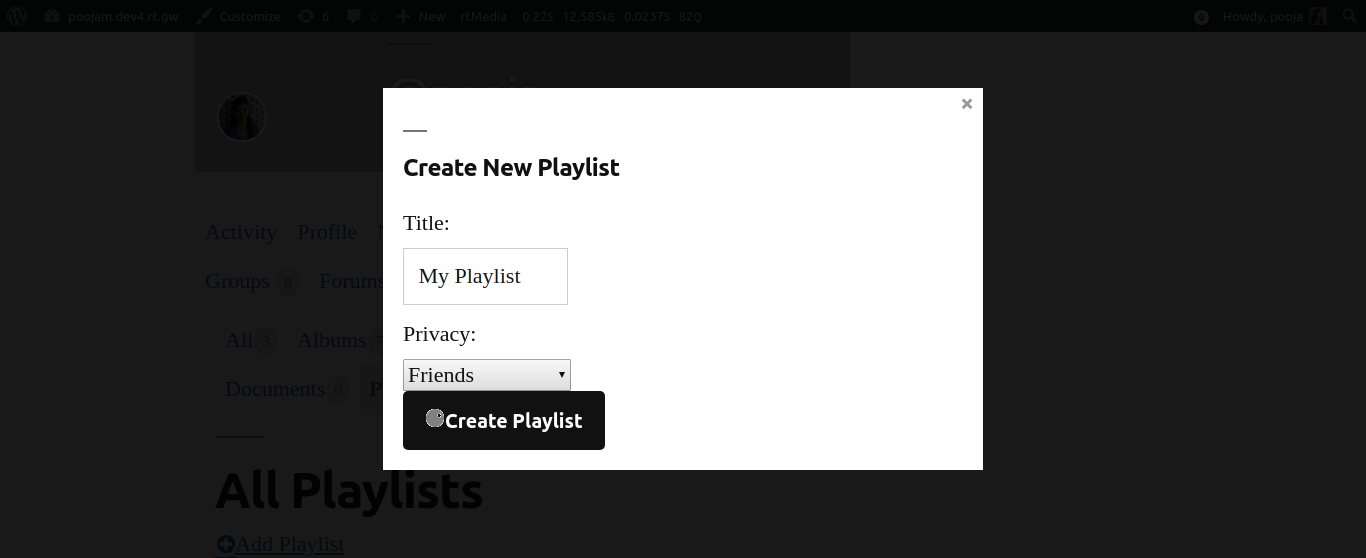 poojam.dev4.rt.gw Customize 6 0 New rtMedia 0.22S 12,585KB 0.0237S 82Q 0 Howdy, pooja
×
Create New Playlist
Activity Profile
Title:
My Playlist
Groups 8 Forums
Privacy:
All 3 Albums
Friends
Documents 0 P
Create Playlist
All Playlists
Add Playlist